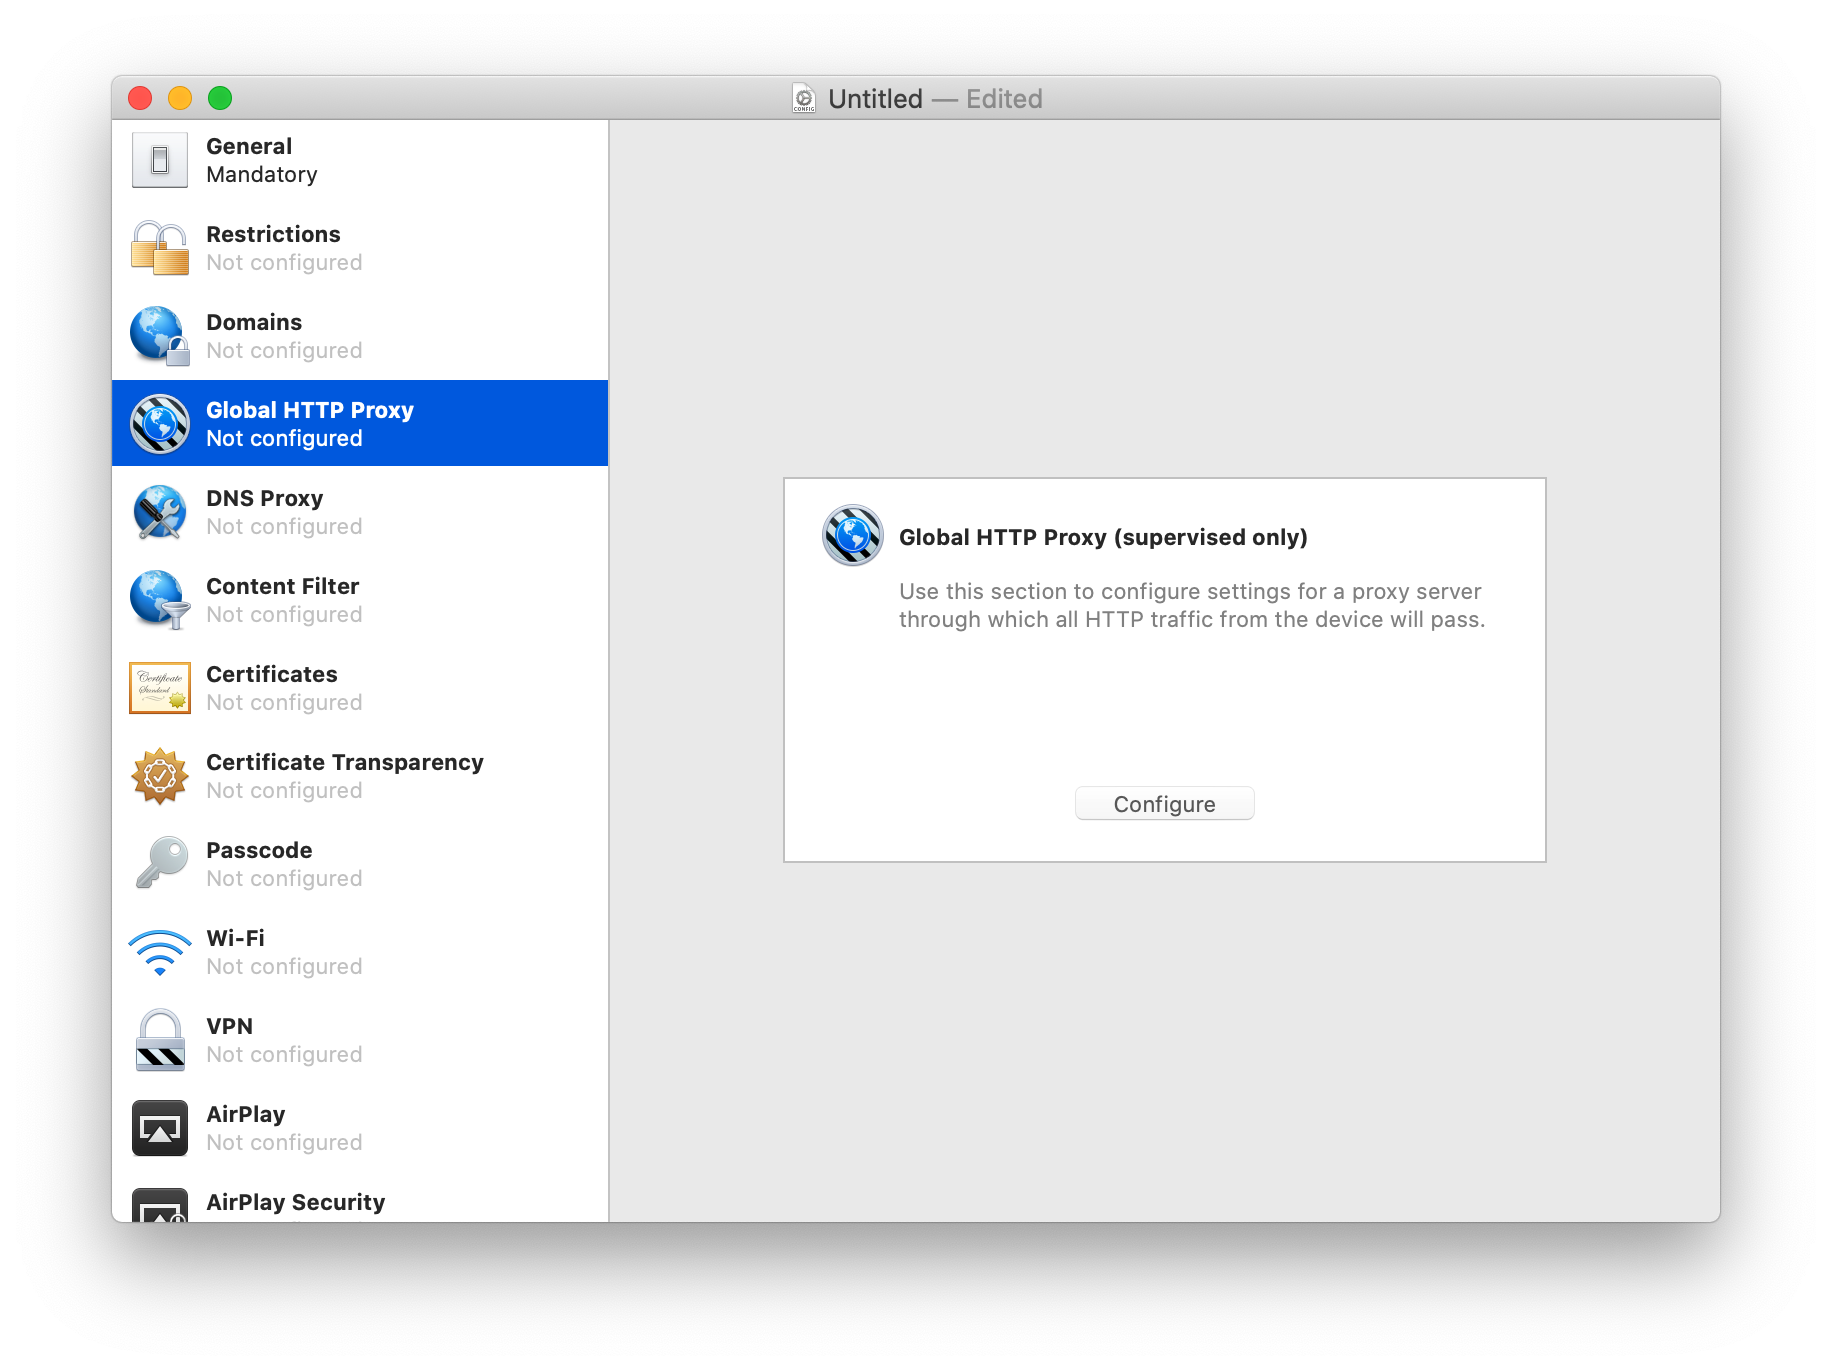 Untitled — Edited
General
Mandatory
Restrictions
Not configured
Domains
Not configured
Global HTTP Proxy
Not configured
DNS Proxy
Not configured
Content Filter
Not configured
Certificates
Not configured
Certificate Transparency
Not configured
Passcode
Not configured
Wi-Fi
Not configured
VPN
Not configured
AirPlay
Not configured
AirPlay Security
Global HTTP Proxy (supervised only)
Use this section to configure settings for a proxy server
through which all HTTP traffic from the device will pass.
Configure